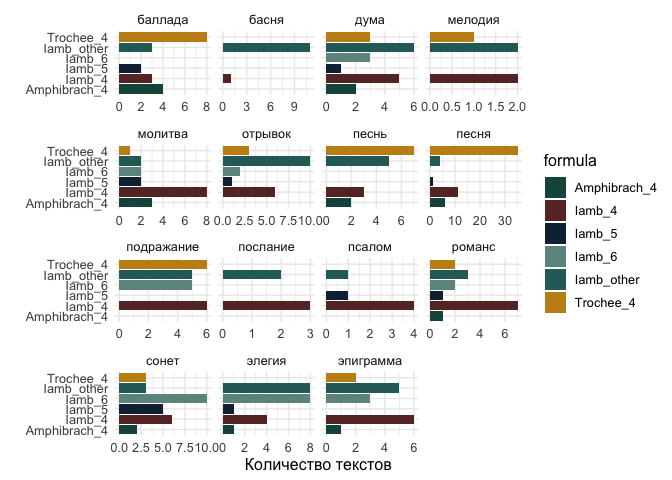 баллада басня дума мелодия
Trochee_4
Iamb_other
Iamb_6
Iamb_5
Iamb_4
Amphibrach_4
0 2 4 6 8 0 3 6 9 0 2 4 6 0.0 0.5 1.0 1.5 2.0
молитва отрывок песнь песня
Trochee_4
Iamb_other
Iamb_6
Iamb_5
Iamb_4
Amphibrach_4
0 2 4 6 8 0.0 2.5 5.0 7.5 10.0 0 2 4 6 0 10 20 30
подражание послание псалом романс
Trochee_4
Iamb_other
Iamb_6
Iamb_5
Iamb_4
Amphibrach_4
0 2 4 6 0 1 2 3 0 1 2 3 4 0 2 4 6
сонет элегия эпиграмма
Trochee_4
Iamb_other
Iamb_6
Iamb_5
Iamb_4
Amphibrach_4
0.0 2.5 5.0 7.5 10.0 0 2 4 6 8 0 2 4 6
Количество текстов
formula
Amphibrach_4
Iamb_4
Iamb_5
Iamb_6
Iamb_other
Trochee_4